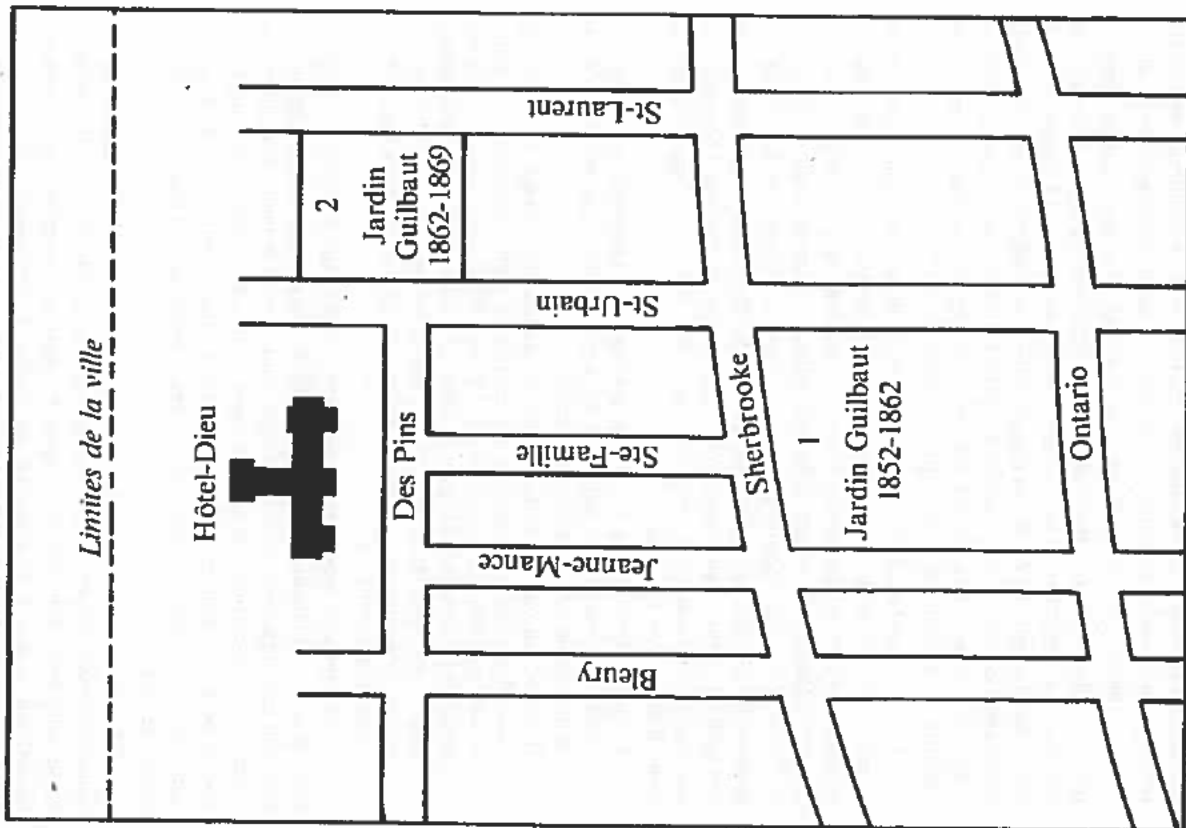 Limites de la ville
Hôtel-Dieu
2
Jardin
Guilbaut
1862-1869
St-Laurent
St-Urbain
Des Pins
Ste-Famille
Jeanne-Mance
Bleury
Sherbrooke
1
Jardin Guilbaut
1852-1862
Ontario